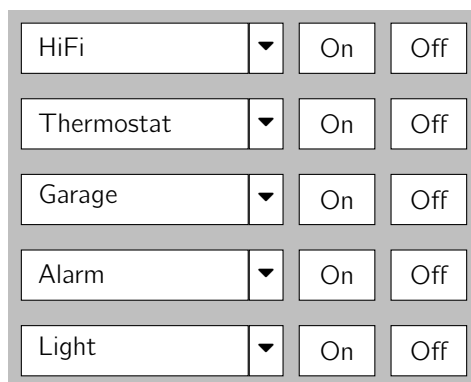 HiFi On Off
Thermostat On Off
Garage On Off
Alarm On Off
Light On Off